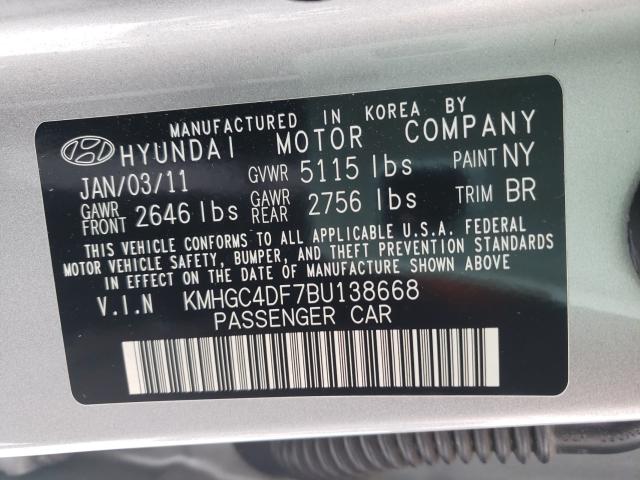 MANUFACTURED IN KOREA BY
HYUNDAI MOTOR COMPANY
JAN/03/11 GVWR 5115 lbs PAINT NY
GAWR FRONT 2646 lbs GAWR REAR 2756 lbs TRIM BR
THIS VEHICLE CONFORMS TO ALL APPLICABLE U.S.A. FEDERAL
MOTOR VEHICLE SAFETY, BUMPER, AND THEFT PREVENTION STANDARDS
IN EFFECT ON THE DATE OF MANUFACTURE SHOWN ABOVE.
V.I.N KMHGC4DF7BU138668
PASSENGER CAR